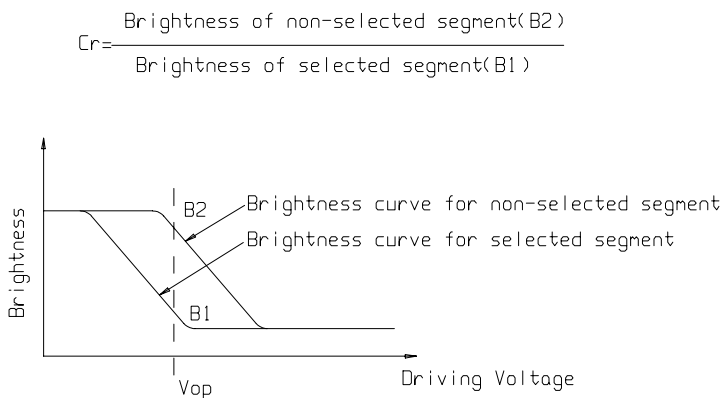 Brightness of non-selected segment(B2)
Cr=
Brightness of selected segment(B1)
B2
Brightness curve for non-selected segment
Brightness curve for selected segment
Brightness
B1
Driving Voltage
Vop